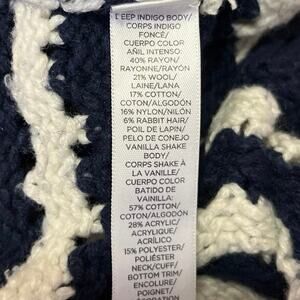 DEEP INDIGO BODY/
CORPS INDIGO
FONCÉ/
CUERPO COLOR
AÑIL INTENSO:
40% RAYON/
RAYONNE/RAYÓN
21% WOOL/
LAINE/LANA
17% COTTON/
COTON/ALGODÓN
16% NYLON/NILÓN
6% RABBIT HAIR/
POIL DE LAPIN/
PELO DE CONEJO
VANILLA SHAKE
BODY/
CORPS SHAKE À
LA VANILLE/
CUERPO COLOR
BATIDO DE
VAINILLA:
57% COTTON/
COTON/ALGODÓN
28% ACRYLIC/
ACRYLIQUE/
ACRÍLICO
15% POLYESTER/
POLIÉSTER
NECK/CUFF/
BOTTOM TRIM/
ENCOLURE/
POIGNET/